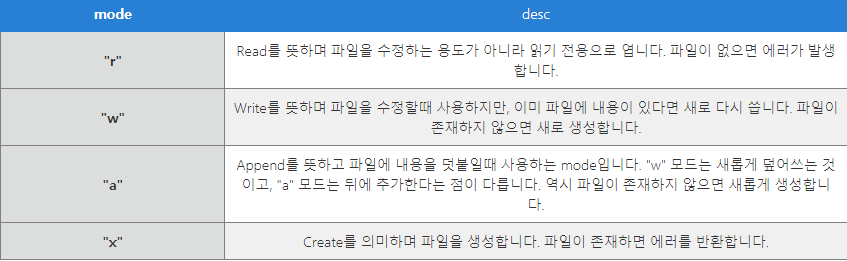 mode desc
"r" Read를 뜻하며 파일을 수정하는 용도가 아니라 읽기 전용으로 엽니다. 파일이 없으면 에러가 발생
합니다.
"w" Write를 뜻하며 파일을 수정할때 사용하지만, 이미 파일에 내용이 있다면 새로 다시 씁니다. 파일이
존재하지 않으면 새로 생성합니다.
"a" Append를 뜻하고 파일에 내용을 덧붙일때 사용하는 mode입니다. "w" 모드는 새롭게 덮어쓰는 것
이고, "a" 모드는 뒤에 추가한다는 점이 다릅니다. 역시 파일이 존재하지 않으면 새롭게 생성합니
다.
"x" Create를 의미하며 파일을 생성합니다. 파일이 존재하면 에러를 반환합니다.